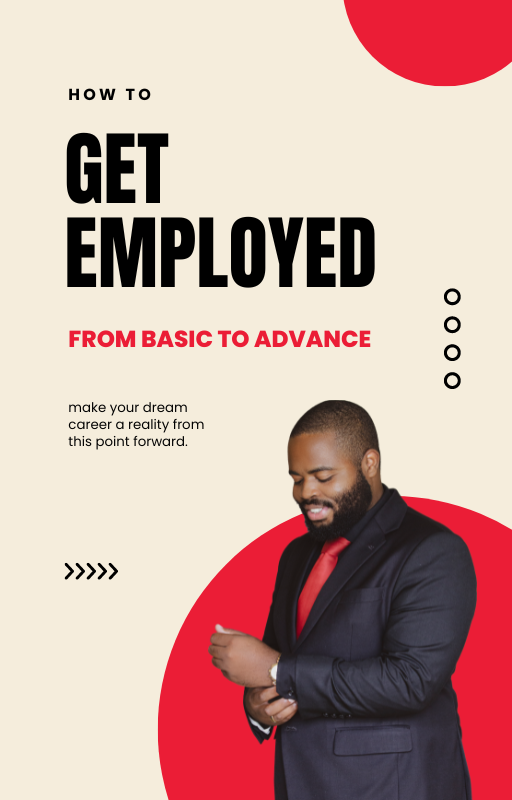 HOW TO
GET
EMPLOYED
FROM BASIC TO ADVANCE
make your dream
career a reality from
this point forward.